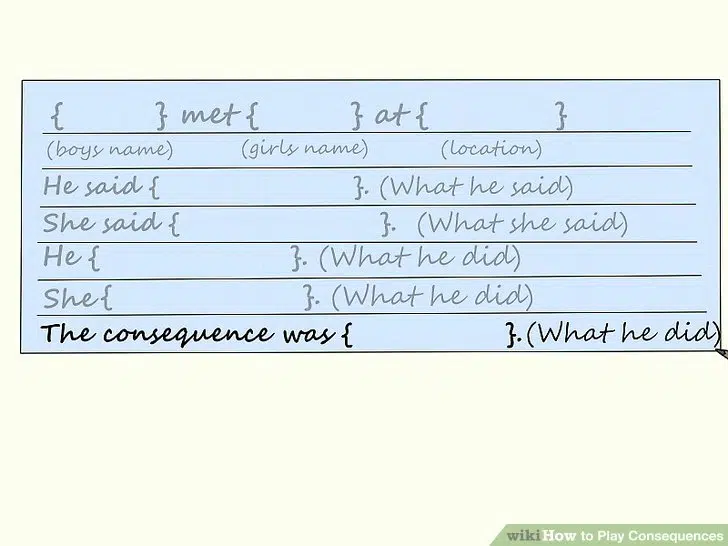 { } met { } at { }
(boys name) (girls name) (location)
He said { }. (What he said)
She said { }. (What she said)
He { }. (What he did)
She { }. (What he did)
The consequence was { }. (What he did)
wikiHow to Play Consequences